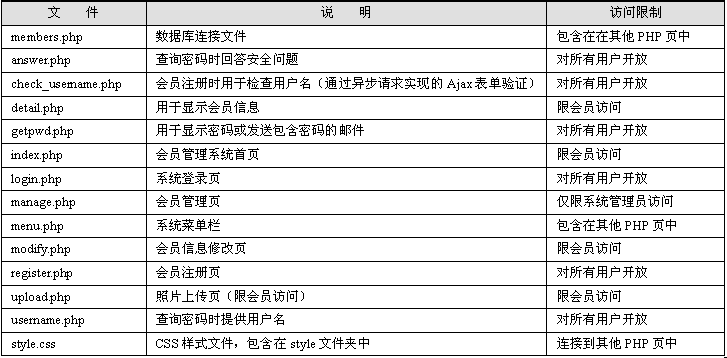 文　件　说　明　访问限制
members.php　数据库连接文件　包含在在其他 PHP 页中
answer.php　查询密码时回答安全问题　对所有用户开放
check_username.php　会员注册时用于检查用户名（通过异步请求实现的 Ajax 表单验证）　对所有用户开放
detail.php　用于显示会员信息　限会员访问
getpwd.php　用于显示密码或发送包含密码的邮件　对所有用户开放
index.php　会员管理系统首页　限会员访问
login.php　系统登录页　对所有用户开放
manage.php　会员管理页　仅限系统管理员访问
menu.php　系统菜单栏　包含在其他 PHP 页中
modify.php　会员信息修改页　限会员访问
register.php　会员注册页　对所有用户开放
upload.php　照片上传页（限会员访问）　限会员访问
username.php　查询密码时提供用户名　对所有用户开放
style.css　CSS 样式文件，包含在 style 文件夹中　连接到其他 PHP 页中